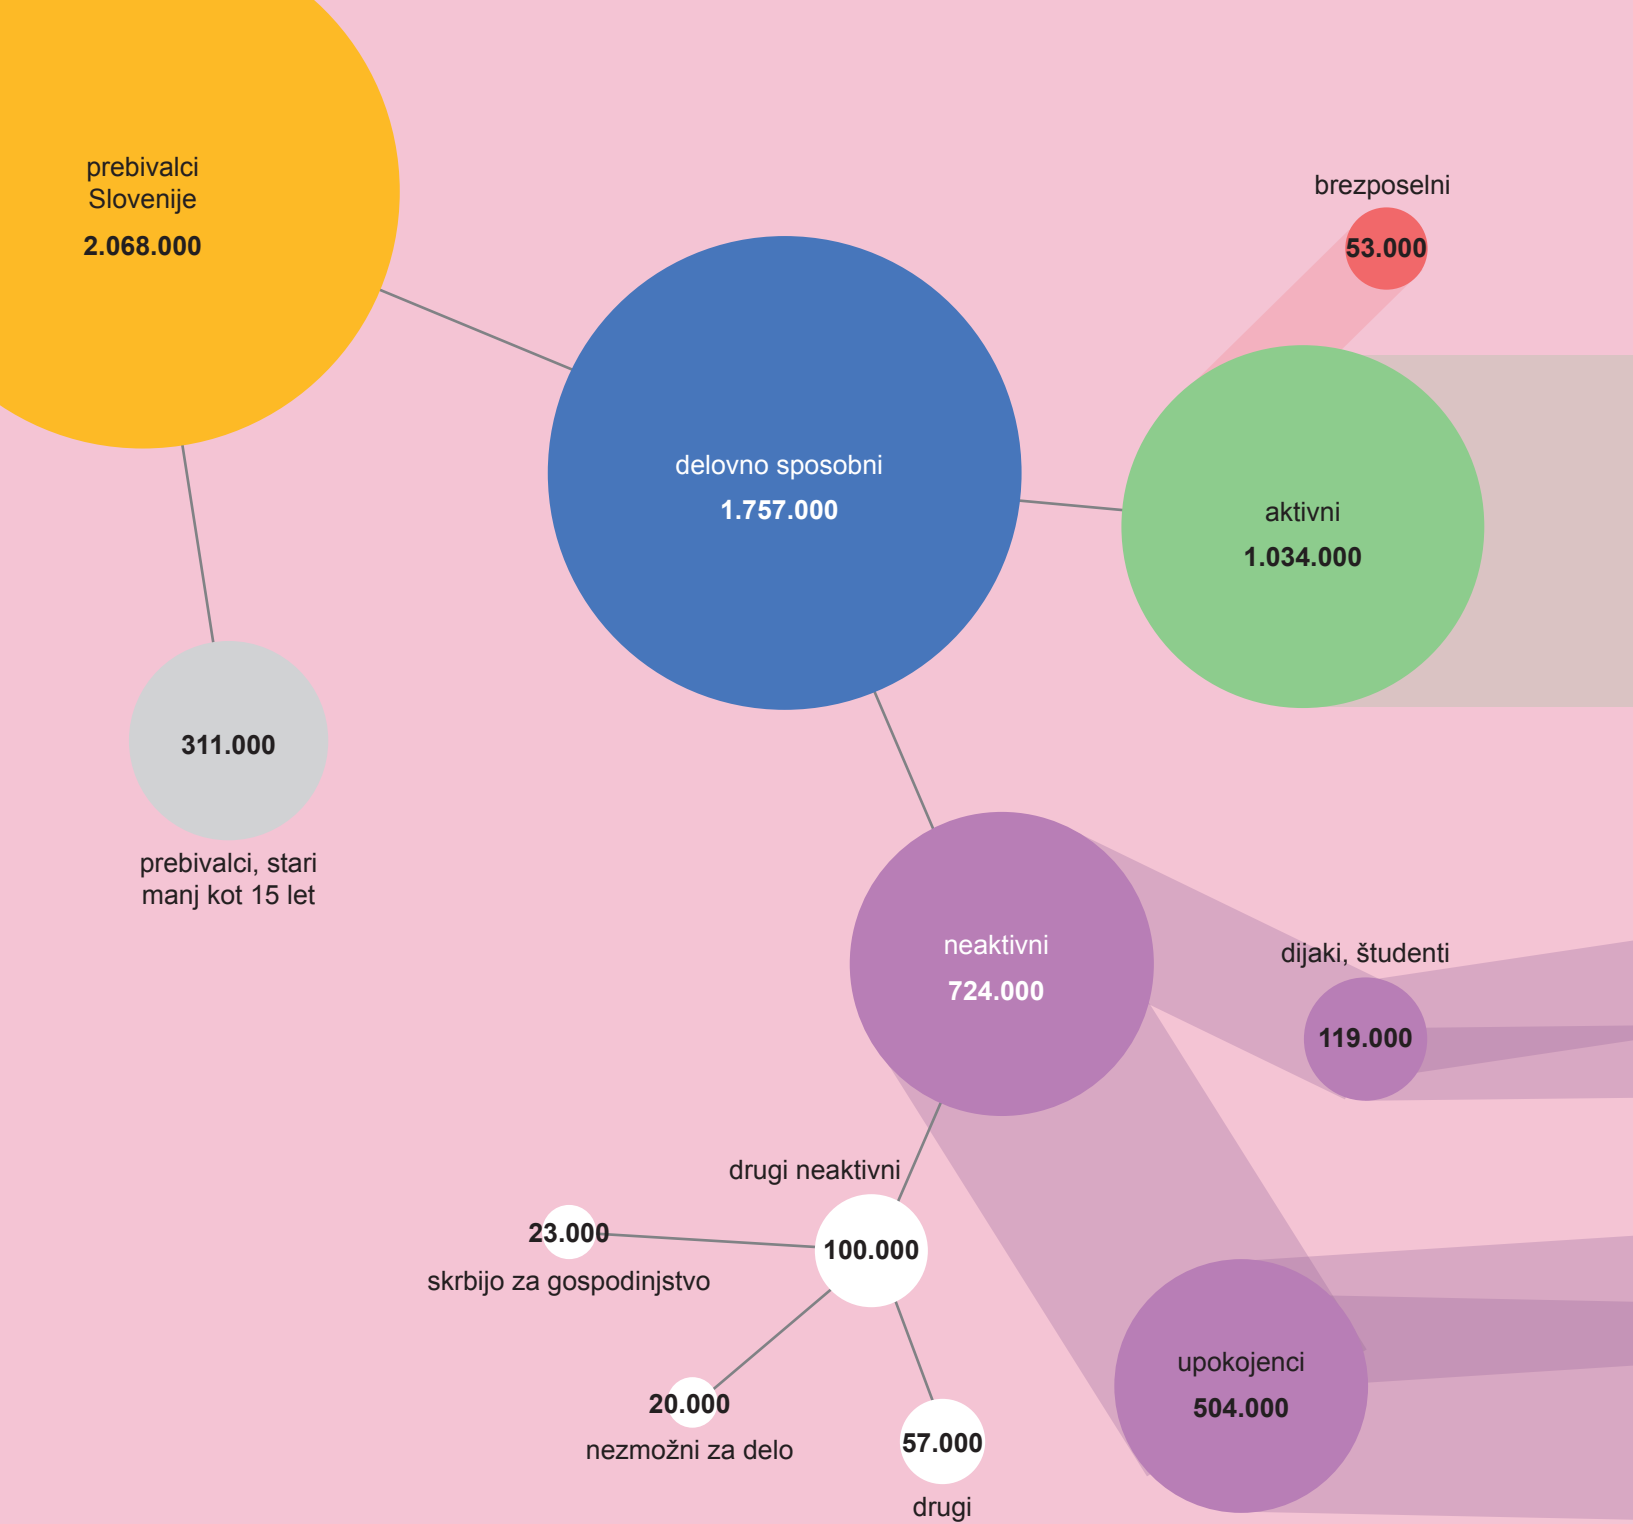 prebivalci
Slovenije
2.068.000
brezposelni
53.000
delovno sposobni
1.757.000
aktivni
1.034.000
311.000
prebivalci, stari
manj kot 15 let
neaktivni
724.000
dijaki, študenti
119.000
drugi neaktivni
100.000
23.000
skrbijo za gospodinjstvo
upokojenci
504.000
20.000
nezmožni za delo
57.000
drugi